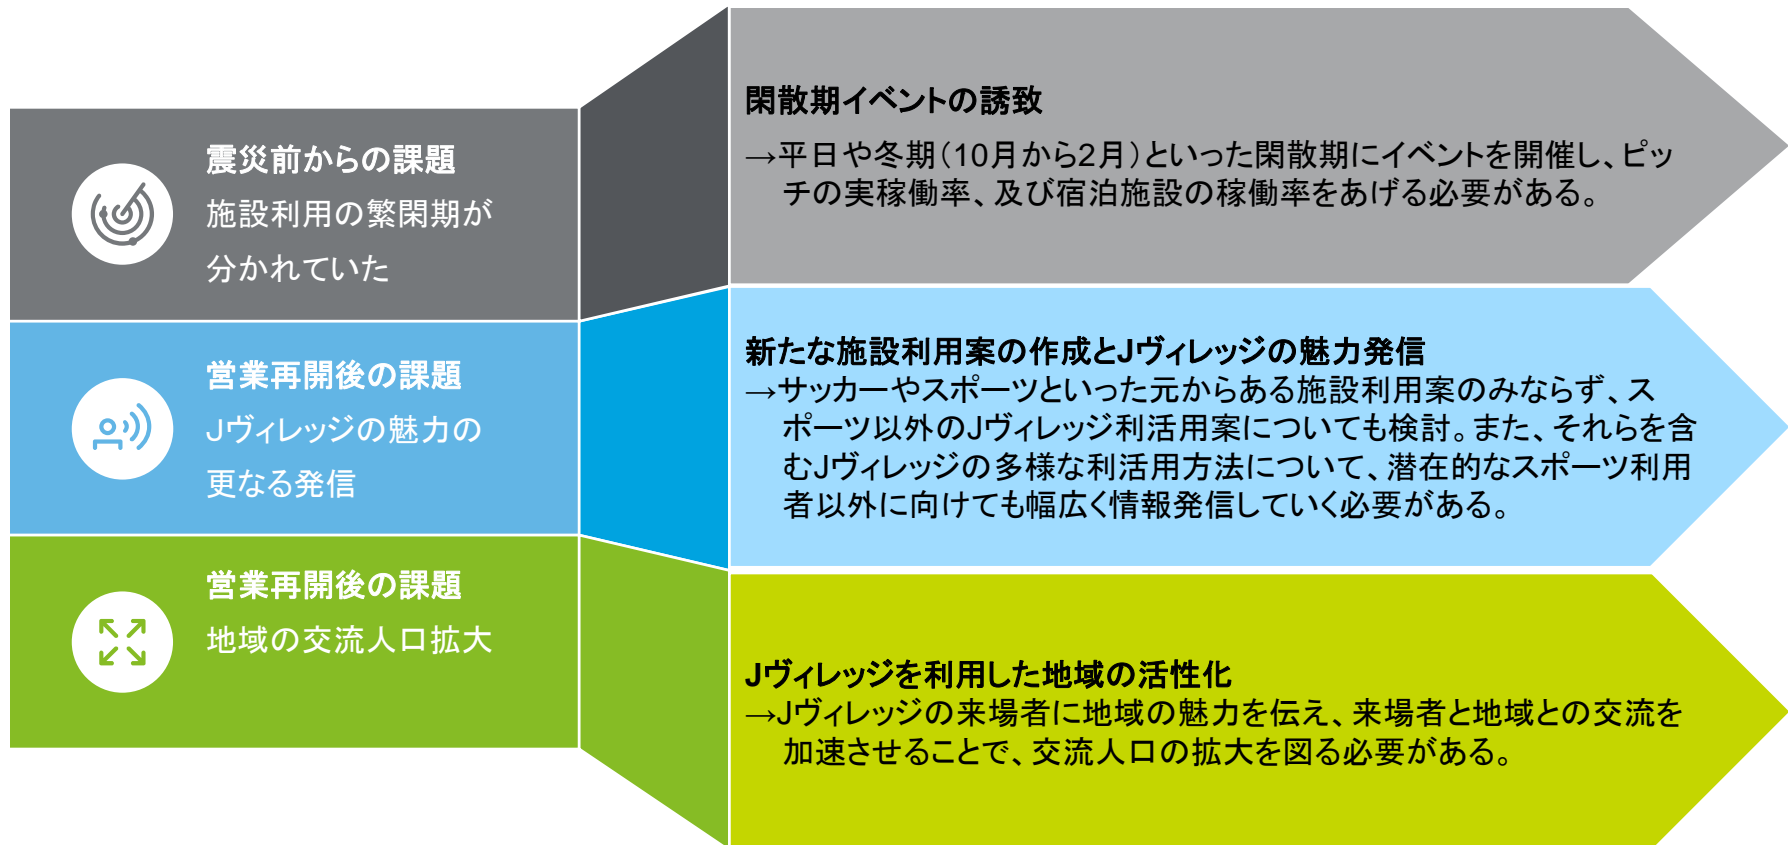 震災前からの課題
施設利用の繁閑期が
分かれていた
閑散期イベントの誘致
→平日や冬期(10月から2月)といった閑散期にイベントを開催し、ピッ
チの実稼働率、及び宿泊施設の稼働率をあげる必要がある。
営業再開後の課題
Jヴィレッジの魅力の
更なる発信
新たな施設利用案の作成とJヴィレッジの魅力発信
→サッカーやスポーツといった元からある施設利用案のみならず、ス
ポーツ以外のJヴィレッジ利活用案についても検討。また、それらを含
むJヴィレッジの多様な利活用方法について、潜在的なスポーツ利用
者以外に向けても幅広く情報発信していく必要がある。
営業再開後の課題
地域の交流人口拡大
Jヴィレッジを利用した地域の活性化
→Jヴィレッジの来場者に地域の魅力を伝え、来場者と地域との交流を
加速させることで、交流人口の拡大を図る必要がある。